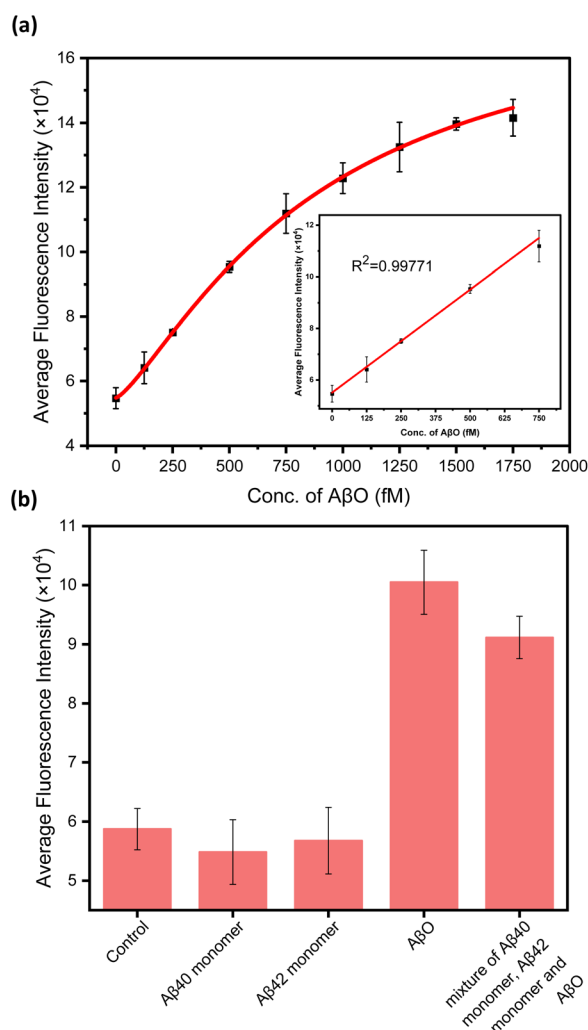 (a)
Average Fluorescence Intensity (×10⁴)
16
14
12
10
8
6
4
0 250 500 750 1000 1250 1500 1750 2000
Conc. of AβO (fM)
Average Fluorescence Intensity (×10⁴)
12
10
8
6
R²=0.99771
0 125 250 375 500 625 750
Conc. of AβO (fM)
(b)
Average Fluorescence Intensity (×10⁴)
11
10
9
8
7
6
5
Control
Aβ40 monomer
Aβ42 monomer
AβO
mixture of Aβ40
monomer, Aβ42
monomer and
AβO